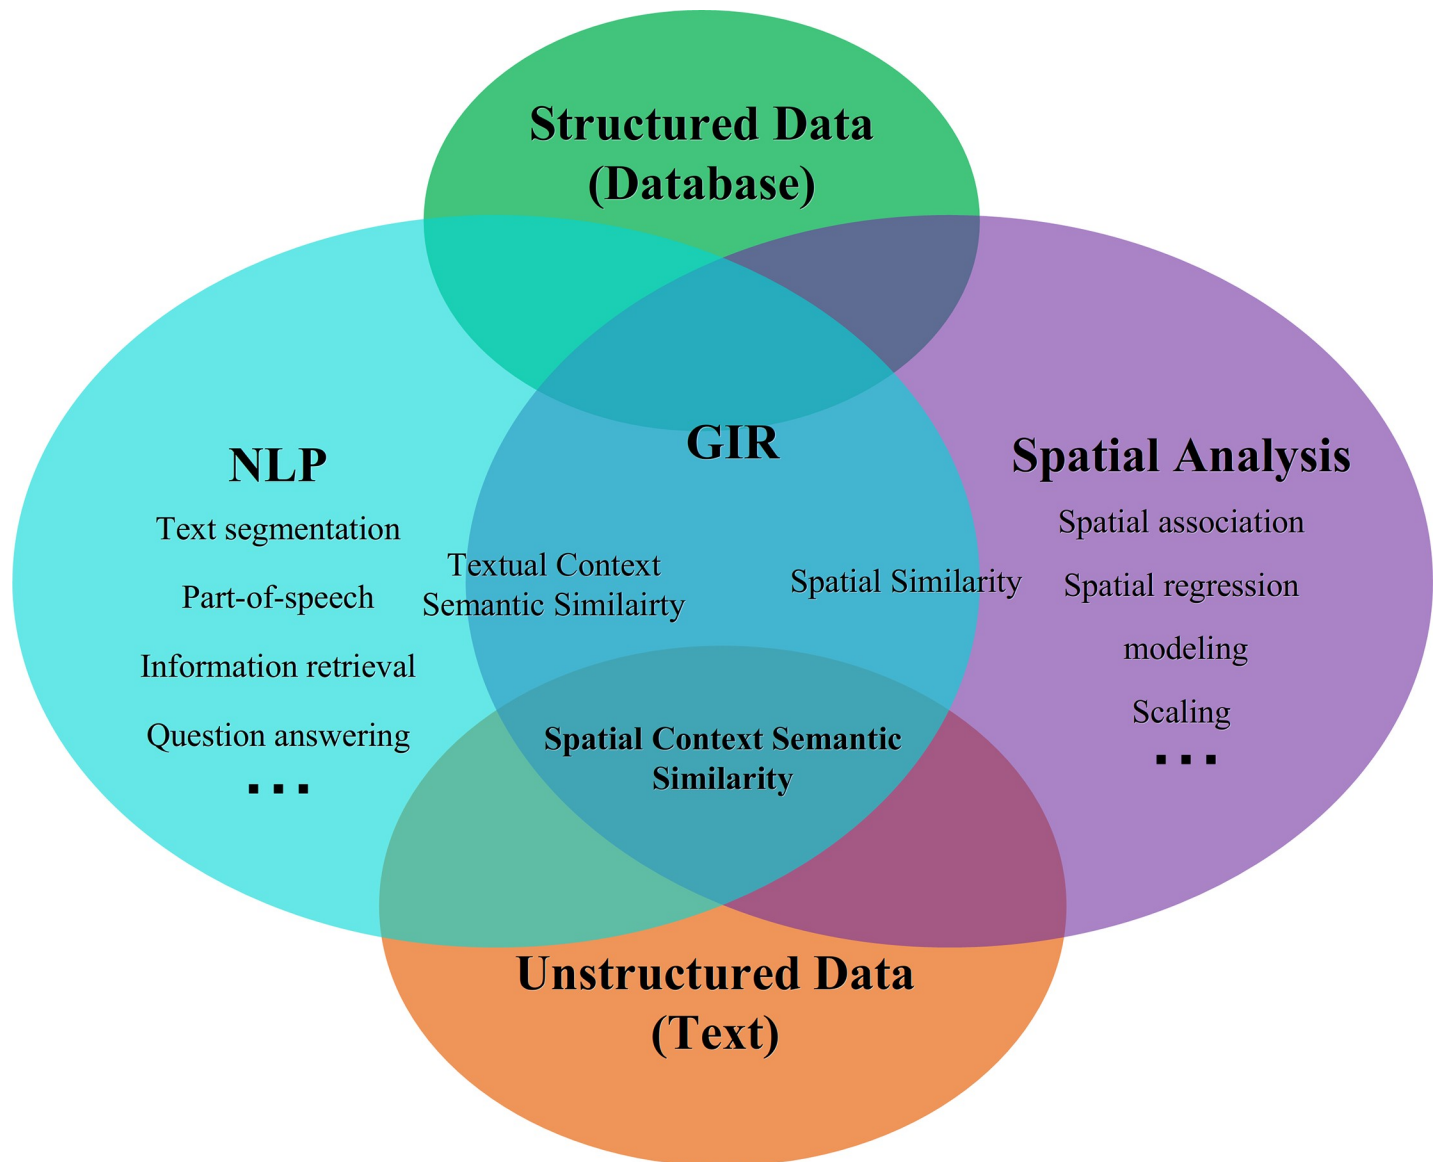 Structured Data
(Database)
GIR
NLP
Text segmentation
Part-of-speech
Information retrieval
Question answering
...
Textual Context
Semantic Similairty
Spatial Similarity
Spatial Analysis
Spatial association
Spatial regression
modeling
Scaling
...
Spatial Context Semantic
Similarity
Unstructured Data
(Text)